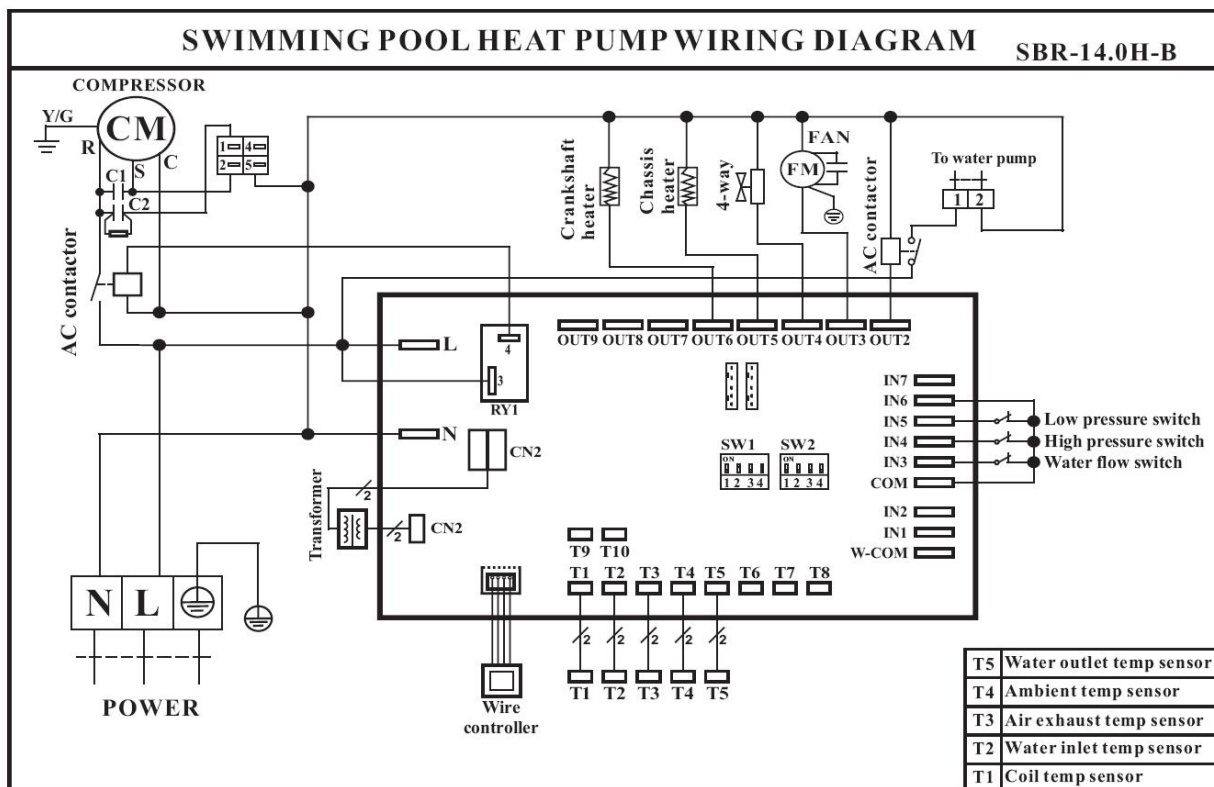 SWIMMING POOL HEAT PUMP WIRING DIAGRAM SBR-14.0H-B
COMPRESSOR
Y/G
CM
R
S
C
C1
C2
1 4
2 5
AC contactor
Crankshaft
heater
Chassis
heater
4-way
FAN
FM
AC contactor
To water pump
1 2
L
N
4
3
RY1
CN2
CN2
2
2
Transformer
OUT9 OUT8 OUT7 OUT6 OUT5 OUT4 OUT3 OUT2
IN7
IN6
IN5 Low pressure switch
IN4 High pressure switch
IN3 Water flow switch
COM
IN2
IN1
W-COM
SW1 SW2
ON ON
1 2 3 4 1 2 3 4
T9 T10
T1 T2 T3 T4 T5 T6 T7 T8
2 2 2 2 2
T1 T2 T3 T4 T5
Wire
controller
N L
POWER
T5 Water outlet temp sensor
T4 Ambient temp sensor
T3 Air exhaust temp sensor
T2 Water inlet temp sensor
T1 Coil temp sensor